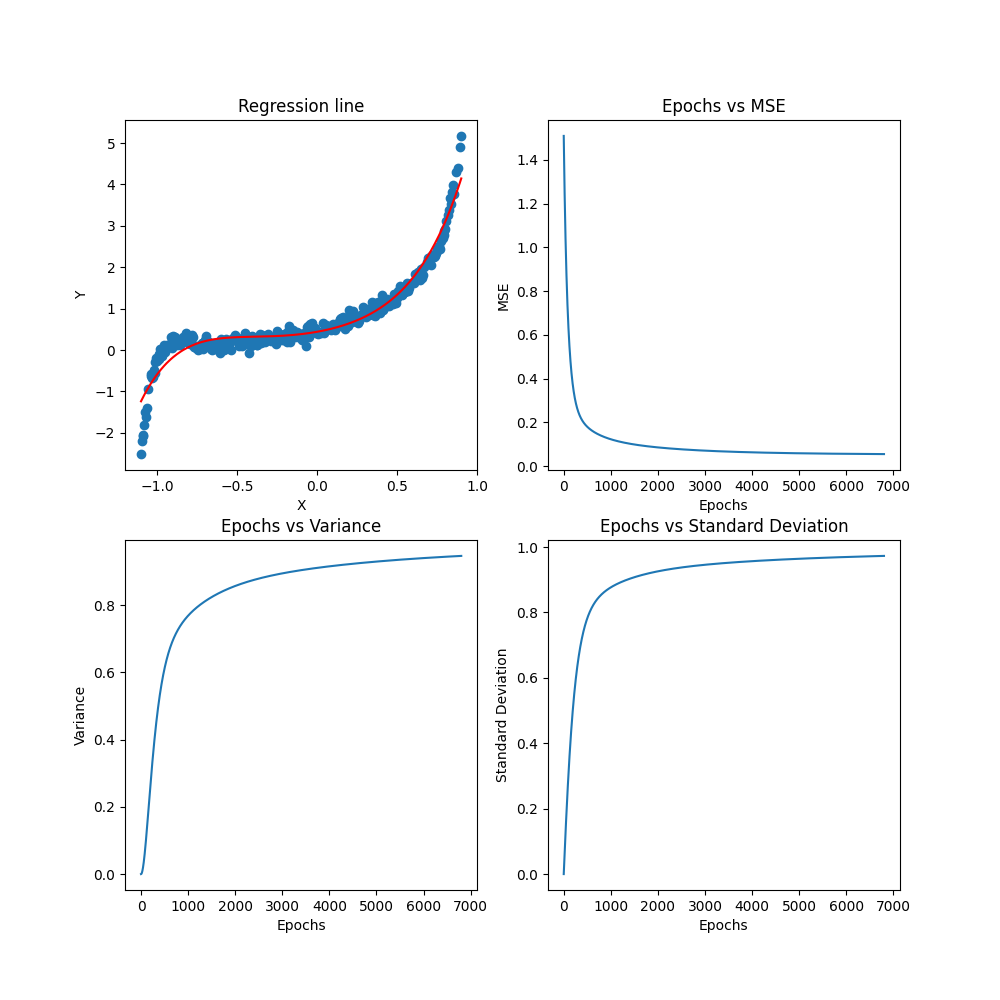 Regression line
5
4
3
2
1
0
−1
−2
Y
−1.0 −0.5 0.0 0.5 1.0
X
Epochs vs MSE
1.4
1.2
1.0
0.8
0.6
0.4
0.2
0.0
MSE
0 1000 2000 3000 4000 5000 6000 7000
Epochs
Epochs vs Variance
0.8
0.6
0.4
0.2
0.0
Variance
0 1000 2000 3000 4000 5000 6000 7000
Epochs
Epochs vs Standard Deviation
1.0
0.8
0.6
0.4
0.2
0.0
Standard Deviation
0 1000 2000 3000 4000 5000 6000 7000
Epochs